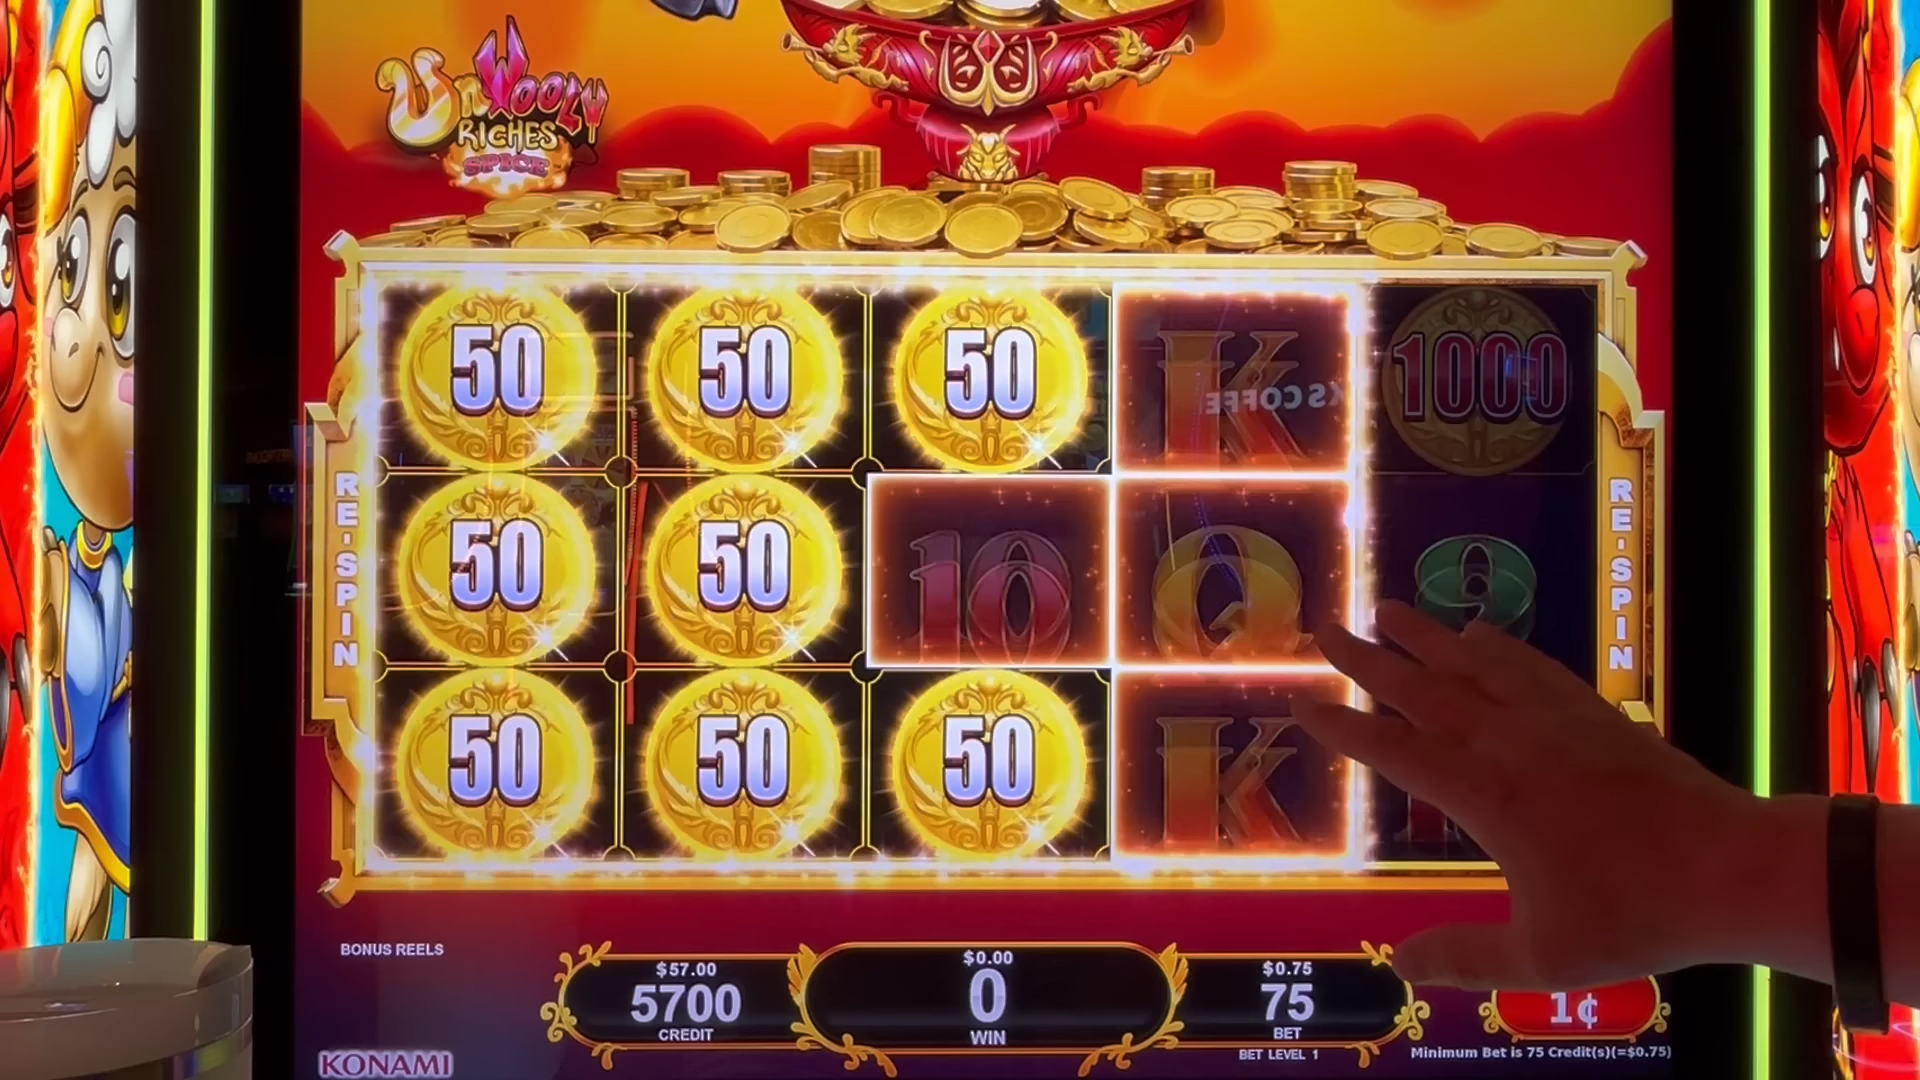 UnWooly
RICHES
SPICE
50 50 50 K 1000
KS COFFE
RE-SPIN
50 50 10 Q 9
RE-SPIN
50 50 50 K
BONUS REELS
$57.00
5700
CREDIT
$0.00
0
WIN
$0.75
75
BET
BET LEVEL 1
1¢
Minimum Bet is 75 Credit(s)(=$0.75)
KONAMI